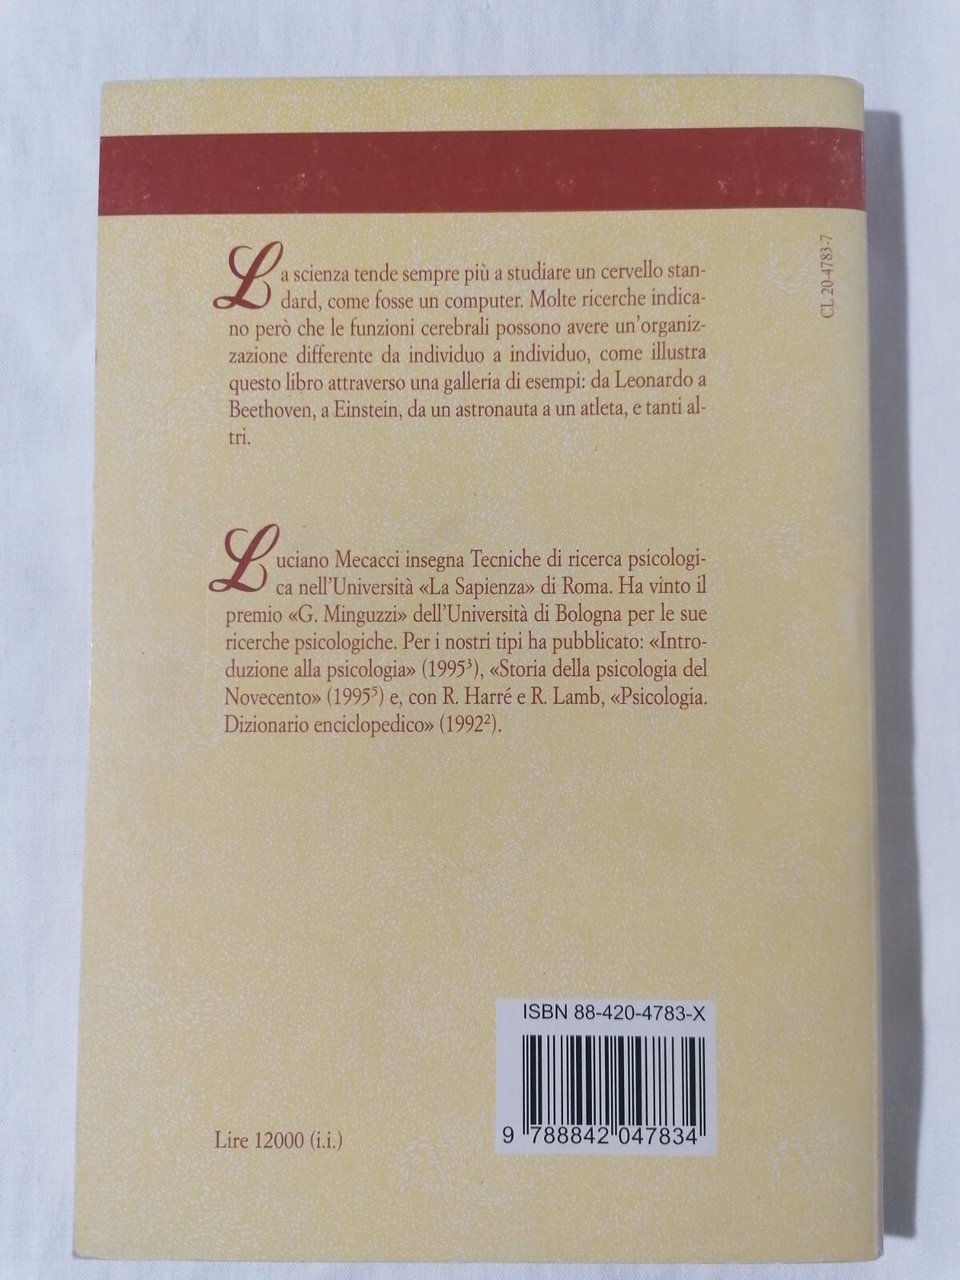 La scienza tende sempre più a studiare un cervello stan-
dard, come fosse un computer. Molte ricerche indica-
no però che le funzioni cerebrali possono avere un'organiz-
zazione differente da individuo a individuo, come illustra
questo libro attraverso una galleria di esempi: da Leonardo a
Beethoven, a Einstein, da un astronauta a un atleta, e tanti al-
tri.
Luciano Mecacci insegna Tecniche di ricerca psicologi-
ca nell'Università «La Sapienza» di Roma. Ha vinto il
premio «G. Minguzzi» dell'Università di Bologna per le sue
ricerche psicologiche. Per i nostri tipi ha pubblicato: «Intro-
duzione alla psicologia» (1995³), «Storia della psicologia del
Novecento» (1995⁵) e, con R. Harré e R. Lamb, «Psicologia.
Dizionario enciclopedico» (1992²).
CL 20-4783-7
ISBN 88-420-4783-X
9 788842 047834
Lire 12000 (i.i.)